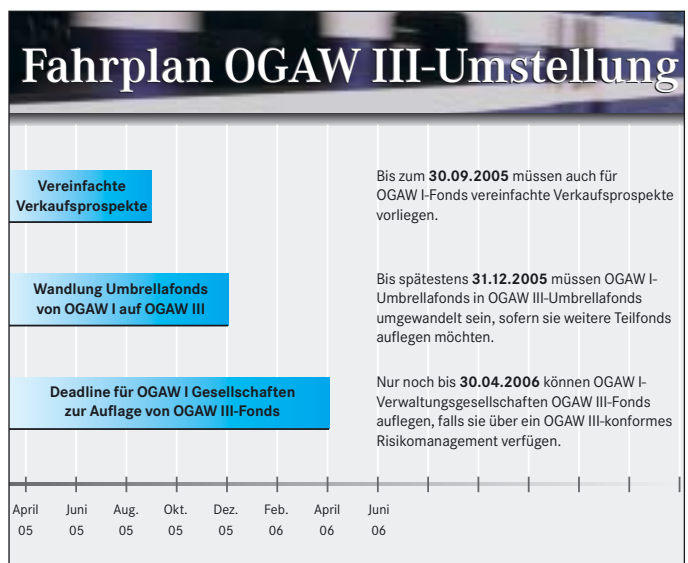 Fahrplan OGAW III-Umstellung
Vereinfachte
Verkaufsprospekte
Bis zum 30.09.2005 müssen auch für
OGAW I-Fonds vereinfachte Verkaufsprospekte
vorliegen.
Wandlung Umbrellafonds
von OGAW I auf OGAW III
Bis spätestens 31.12.2005 müssen OGAW I-
Umbrellafonds in OGAW III-Umbrellafonds
umgewandelt sein, sofern sie weitere Teilfonds
auflegen möchten.
Deadline für OGAW I Gesellschaften
zur Auflage von OGAW III-Fonds
Nur noch bis 30.04.2006 können OGAW I-
Verwaltungsgesellschaften OGAW III-Fonds
auflegen, falls sie über ein OGAW III-konformes
Risikomanagement verfügen.
April Juni Aug. Okt. Dez. Feb. April Juni
05 05 05 05 05 06 06 06